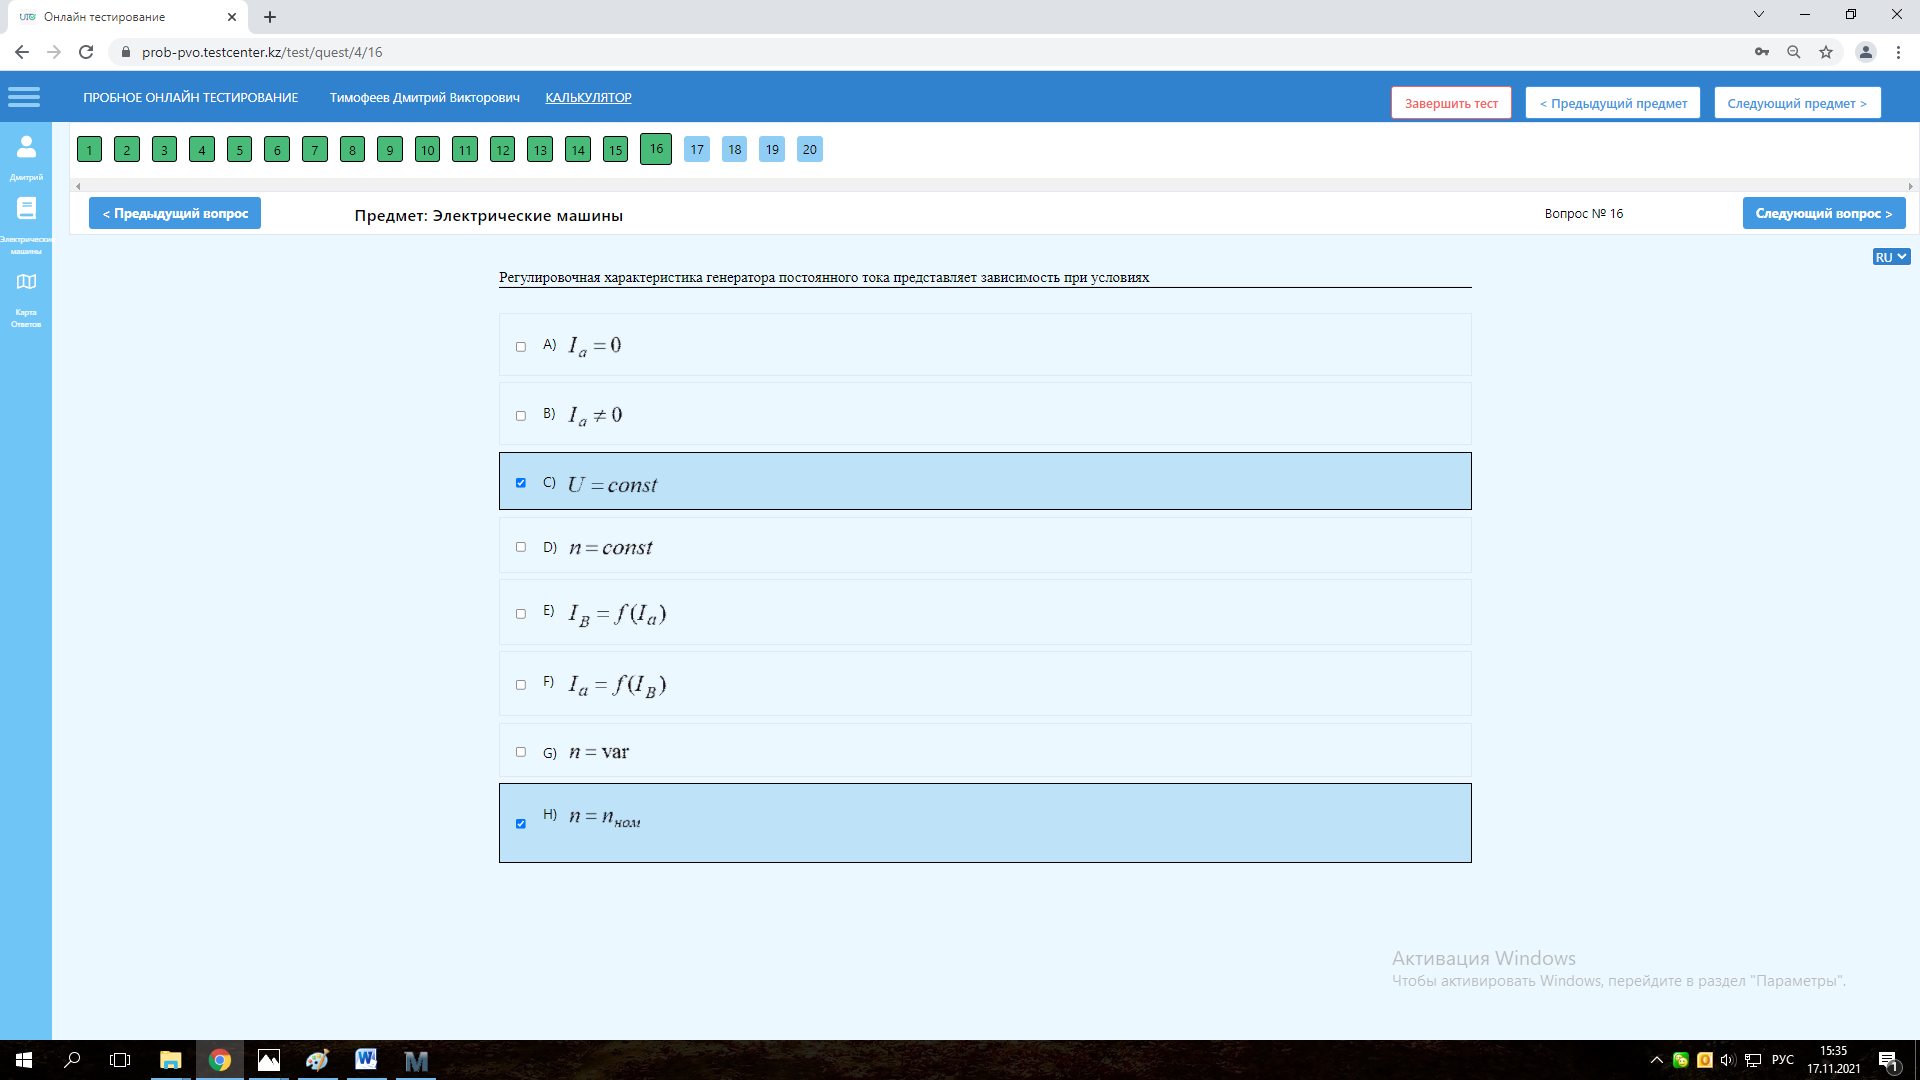 Онлайн тестирование
prob-pvo.testcenter.kz/test/quest/4/16
ПРОБНОЕ ОНЛАЙН ТЕСТИРОВАНИЕ Тимофеев Дмитрий Викторович КАЛЬКУЛЯТОР
Завершить тест < Предыдущий предмет Следующий предмет >
1 2 3 4 5 6 7 8 9 10 11 12 13 14 15 16 17 18 19 20
Дмитрий
Электрические
машины
Карта
Ответов
< Предыдущий вопрос Предмет: Электрические машины Вопрос № 16 Следующий вопрос >
RU
Регулировочная характеристика генератора постоянного тока представляет зависимость при условиях
A) I_a = 0
B) I_a ≠ 0
C) U = const
D) n = const
E) I_B = f(I_a)
F) I_a = f(I_B)
G) n = var
H) n = n_ном
Активация Windows
Чтобы активировать Windows, перейдите в раздел "Параметры".
РУС
15:35
17.11.2021
1